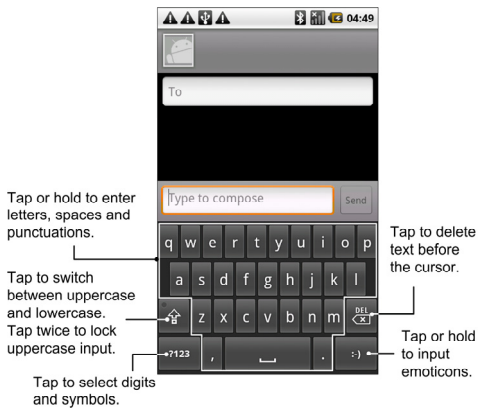 04:49
To
Type to compose
Send
Tap or hold to enter
letters, spaces and
punctuations.
q w e r t y u i o p
Tap to delete
text before
the cursor.
a s d f g h j k l
Tap to switch
between uppercase
and lowercase.
Tap twice to lock
uppercase input.
z x c v b n m DEL
?123 , . :-)
Tap or hold
to input
emoticons.
Tap to select digits
and symbols.